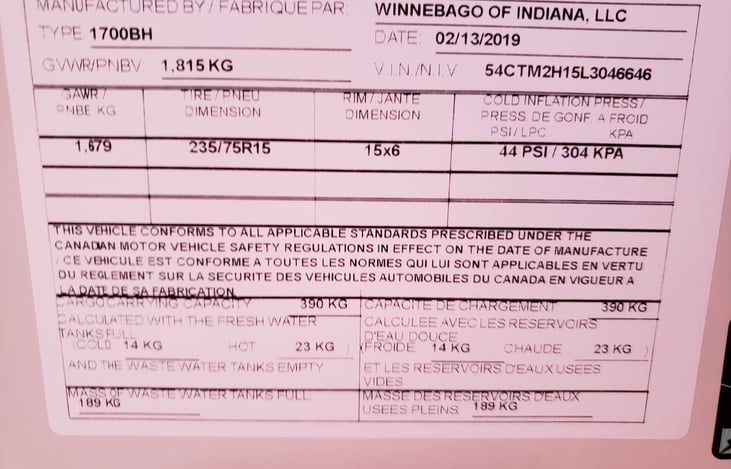 MANUFACTURED BY / FABRIQUE PAR: WINNEBAGO OF INDIANA, LLC
TYPE 1700BH DATE: 02/13/2019
GVWR/PNBV: 1,815 KG V.I.N./N.I.V. 54CTM2H15L3046646
GAWR / TIRE / PNEU RIM / JANTE COLD INFLATION PRESS/
PNBE KG DIMENSION DIMENSION PRESS. DE GONF. A FROID
PSI / LPC KPA
1,679 235/75R15 15x6 44 PSI / 304 KPA
THIS VEHICLE CONFORMS TO ALL APPLICABLE STANDARDS PRESCRIBED UNDER THE
CANADIAN MOTOR VEHICLE SAFETY REGULATIONS IN EFFECT ON THE DATE OF MANUFACTURE
/ CE VEHICULE EST CONFORME A TOUTES LES NORMES QUI LUI SONT APPLICABLES EN VERTU
DU REGLEMENT SUR LA SECURITE DES VEHICULES AUTOMOBILES DU CANADA EN VIGUEUR A
LA DATE DE SA FABRICATION.
CARGO CARRYING CAPACITY 390 KG
CALCULATED WITH THE FRESH WATER
TANKS FULL
(COLD 14 KG HOT 23 KG )
AND THE WASTE WATER TANKS EMPTY
CAPACITE DE CHARGEMENT: 390 KG
CALCULEE AVEC LES RESERVOIRS
D'EAU DOUCE
(FROIDE 14 KG CHAUDE 23 KG )
ET LES RESERVOIRS D'EAUX USEES
VIDES
MASS OF WASTE WATER TANKS FULL
189 KG
MASSE DES RESERVOIRS D'EAUX
USEES PLEINS 189 KG